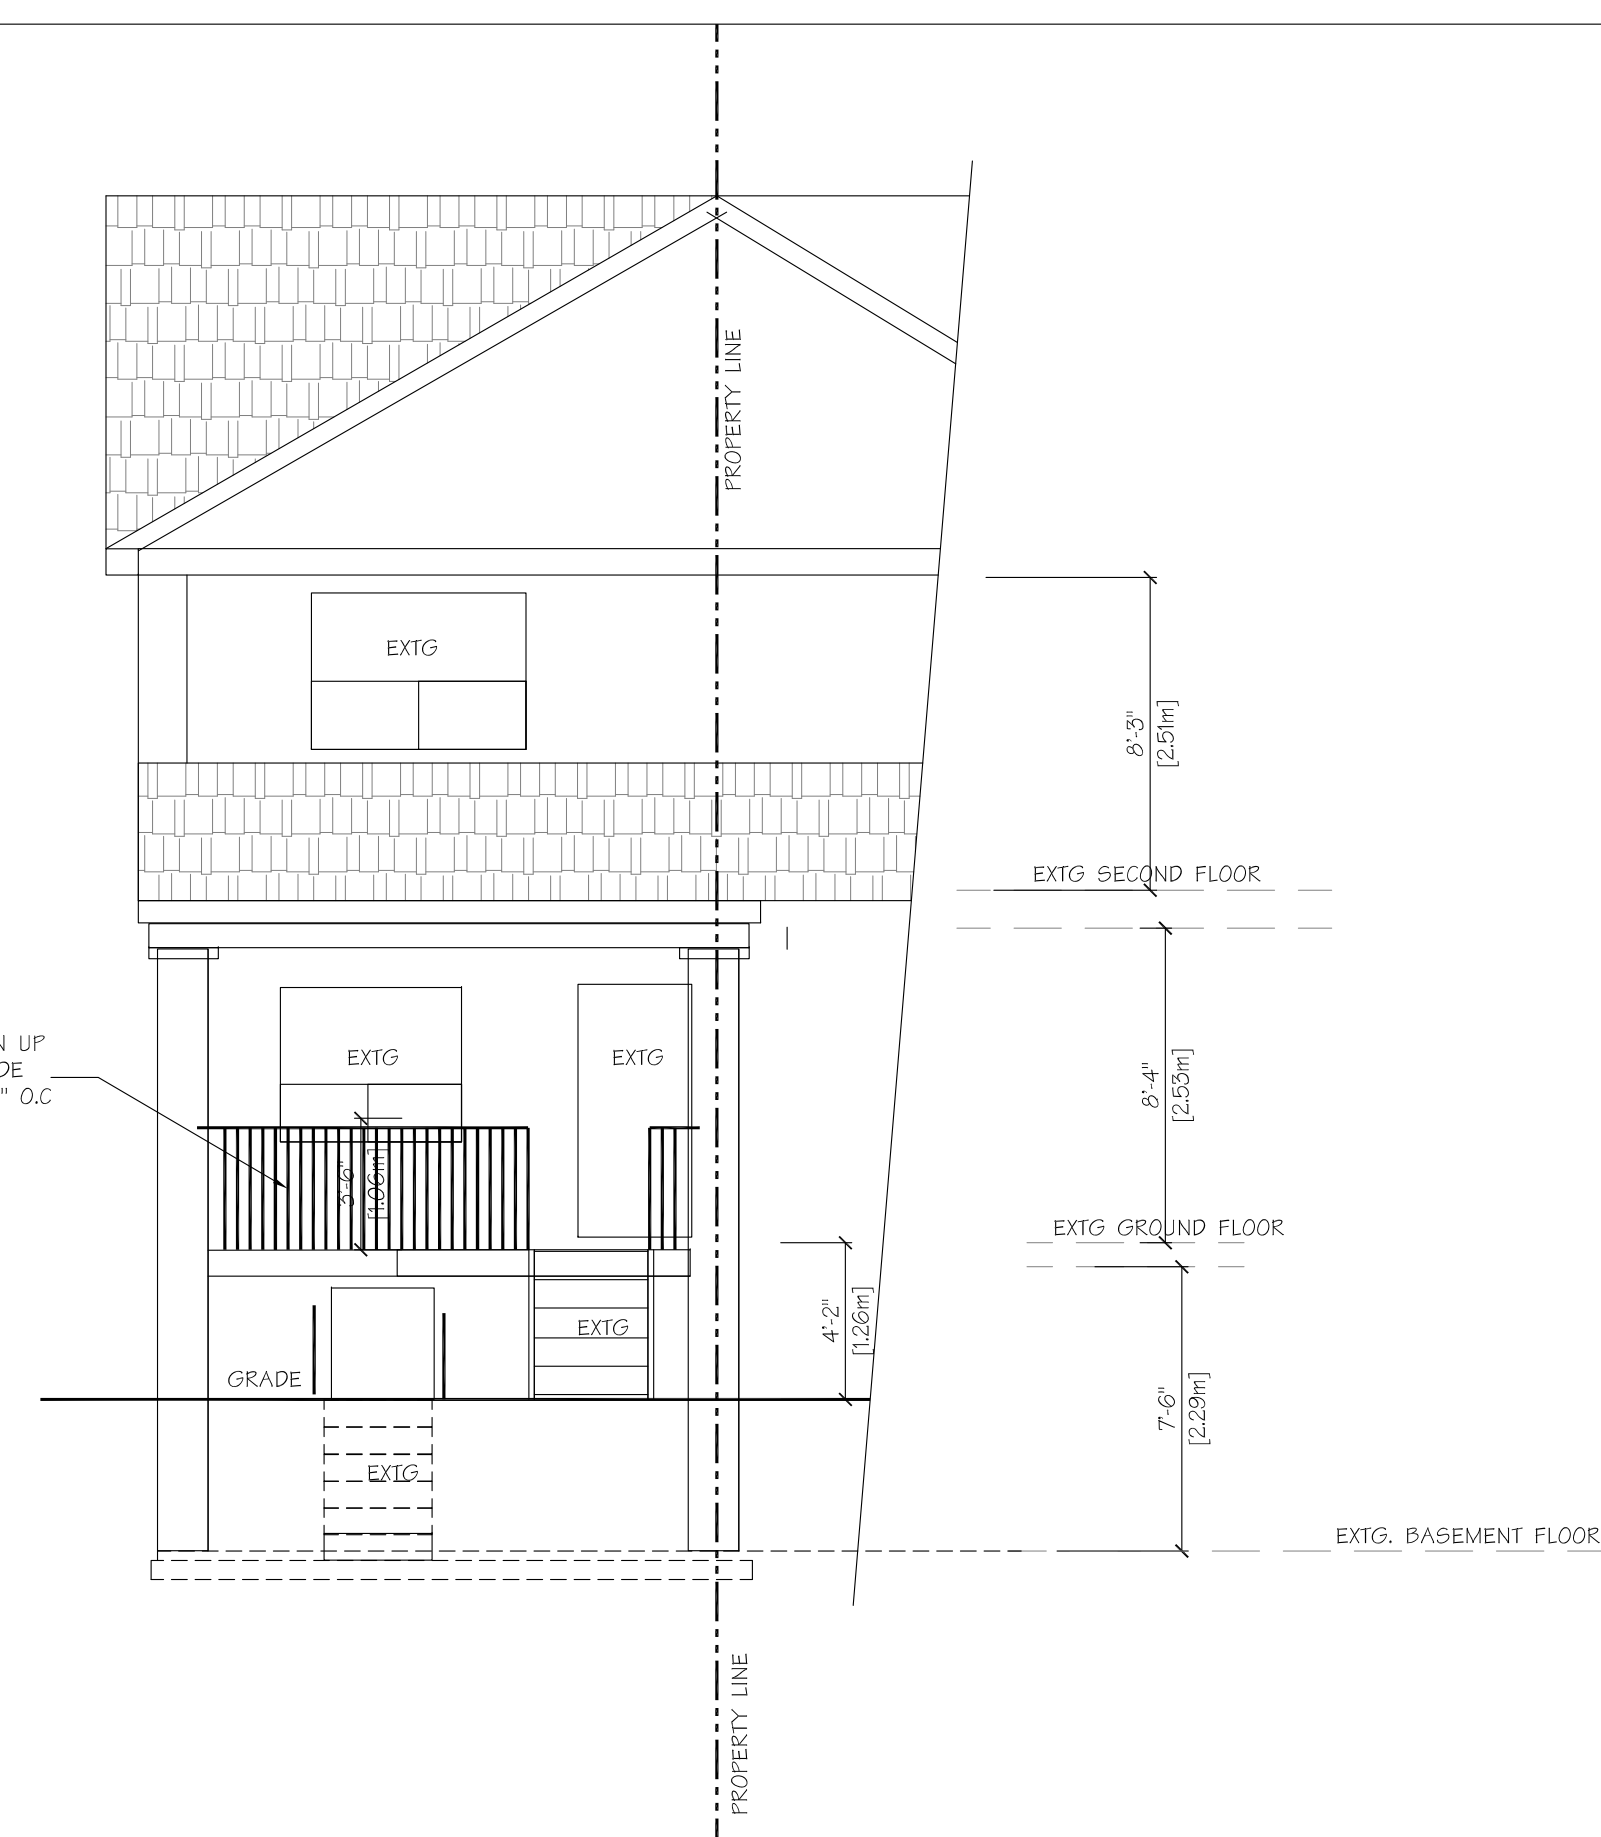 PROPERTY LINE
EXTG
8'-3"
[2.51m]
EXTG SECOND FLOOR
N UP
DE
" O.C
EXTG
EXTG
8'-4"
[2.53m]
3'-6"
[1.06m]
EXTG GROUND FLOOR
4'-2"
[1.26m]
EXTG
GRADE
7'-6"
[2.29m]
EXTG
EXTG. BASEMENT FLOOR
PROPERTY LINE